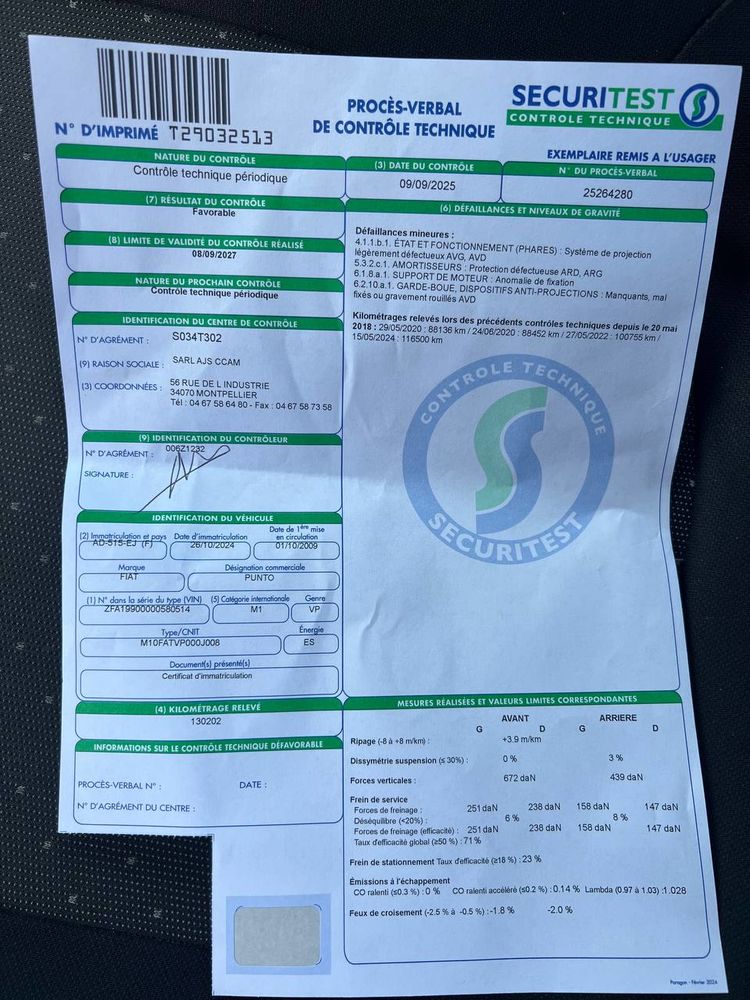 N° D'IMPRIMÉ T29032513
PROCÈS-VERBAL
DE CONTRÔLE TECHNIQUE
SECURITEST
CONTROLE TECHNIQUE
EXEMPLAIRE REMIS A L'USAGER
NATURE DU CONTRÔLE
Contrôle technique périodique
(3) DATE DU CONTRÔLE
09/09/2025
N° DU PROCÈS-VERBAL
25264280
(7) RÉSULTAT DU CONTRÔLE
Favorable
(8) LIMITE DE VALIDITÉ DU CONTRÔLE RÉALISÉ
08/09/2027
NATURE DU PROCHAIN CONTRÔLE
Contrôle technique périodique
IDENTIFICATION DU CENTRE DE CONTRÔLE
N° D'AGRÉMENT : S034T302
(9) RAISON SOCIALE : SARL AJS CCAM
(3) COORDONNÉES : 56 RUE DE L INDUSTRIE
34070 MONTPELLIER
Tél : 04 67 58 64 80 - Fax : 04 67 58 73 58
(9) IDENTIFICATION DU CONTRÔLEUR
N° D'AGRÉMENT : 006Z1232
SIGNATURE :
IDENTIFICATION DU VÉHICULE
(2) Immatriculation et pays Date d'immatriculation Date de 1ère mise en circulation
AD-515-EJ (F) 26/10/2024 01/10/2009
Marque Désignation commerciale
FIAT PUNTO
(1) N° dans la série du type (VIN) (5) Catégorie internationale Genre
ZFA19900000580514 M1 VP
Type/CNIT Énergie
M10FATVP000J008 ES
Document(s) présenté(s)
Certificat d'immatriculation
(4) KILOMÉTRAGE RELEVÉ
130202
INFORMATIONS SUR LE CONTRÔLE TECHNIQUE DÉFAVORABLE
PROCÈS-VERBAL N° : DATE :
N° D'AGRÉMENT DU CENTRE :
(6) DÉFAILLANCES ET NIVEAUX DE GRAVITÉ
Défaillances mineures :
4.1.1.b.1. ÉTAT ET FONCTIONNEMENT (PHARES) : Système de projection
légèrement défectueux AVG, AVD
5.3.2.c.1. AMORTISSEURS : Protection défectueuse ARD, ARG
6.1.8.a.1. SUPPORT DE MOTEUR : Anomalie de fixation
6.2.10.a.1. GARDE-BOUE, DISPOSITIFS ANTI-PROJECTIONS : Manquants, mal
fixés ou gravement rouillés AVD
Kilométrages relevés lors des précédents contrôles techniques depuis le 20 mai
2018 : 29/05/2020 : 88136 km / 24/06/2020 : 88452 km / 27/05/2022 : 100755 km /
15/05/2024 : 116500 km
CONTROLE TECHNIQUE
SECURITEST
MESURES RÉALISÉES ET VALEURS LIMITES CORRESPONDANTES
AVANT ARRIERE
G D G D
Ripage (-8 à +8 m/km) : +3.9 m/km
Dissymétrie suspension (≤ 30%) : 0 % 3 %
Forces verticales : 672 daN 439 daN
Frein de service
Forces de freinage : 251 daN 238 daN 158 daN 147 daN
Déséquilibre (<20%) : 6 % 8 %
Forces de freinage (efficacité) : 251 daN 238 daN 158 daN 147 daN
Taux d'efficacité global (≥50 %) : 71 %
Frein de stationnement Taux d'efficacité (≥18 %) : 23 %
Émissions à l'échappement
CO ralenti (≤0.3 %) : 0 % CO ralenti accéléré (≤0.2 %) : 0.14 % Lambda (0.97 à 1.03) : 1.028
Feux de croisement (-2.5 % à -0.5 %) : -1.8 % -2.0 %
Paragon - Février 2024